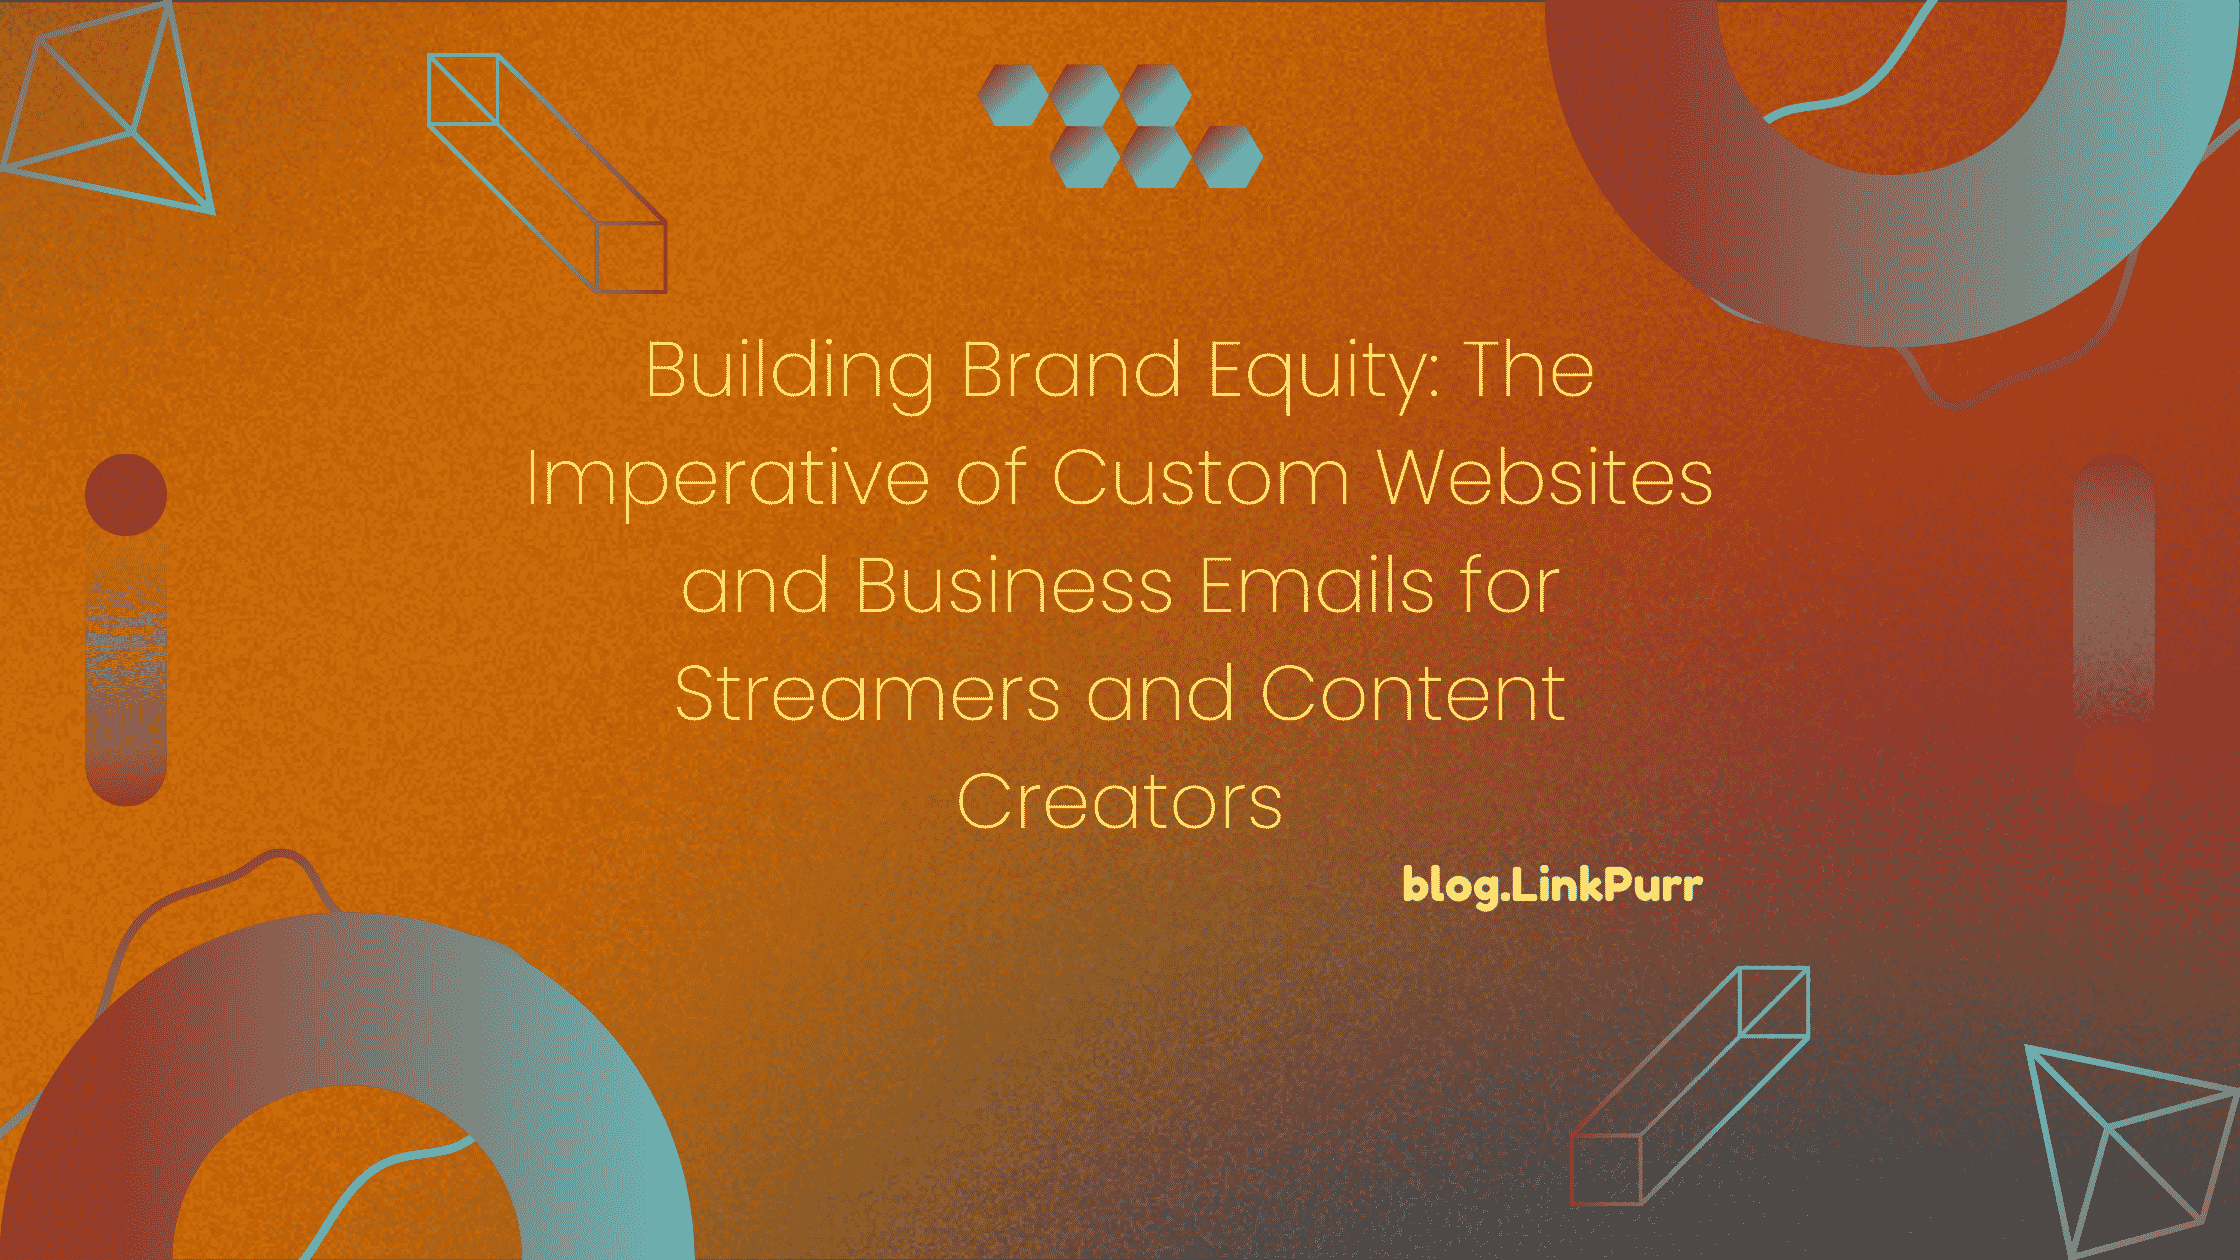 Building Brand Equity: The
Imperative of Custom Websites
and Business Emails for
Streamers and Content
Creators
blog.LinkPurr